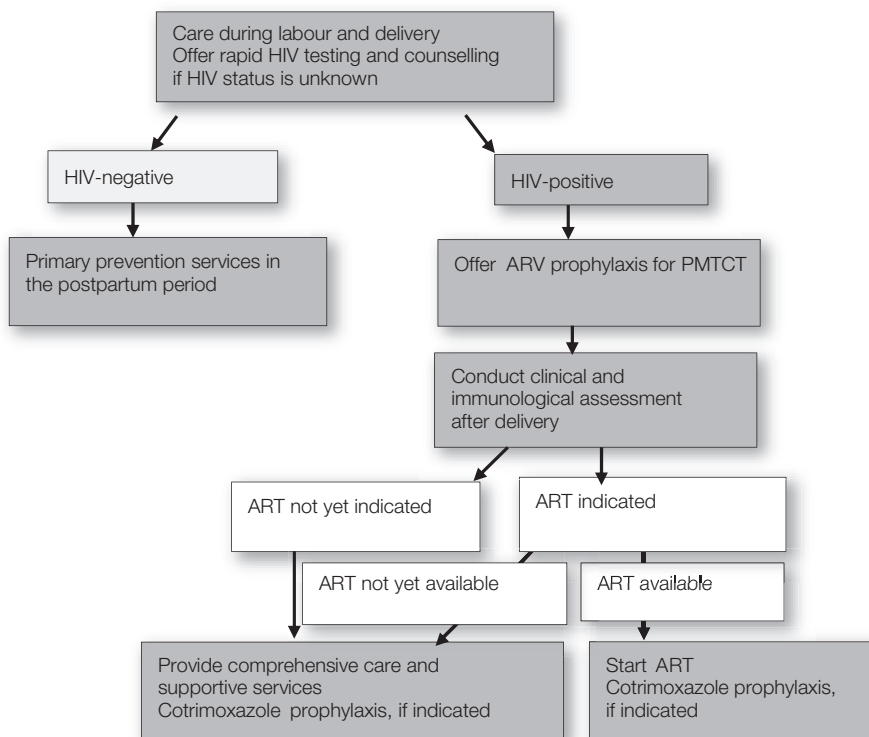 Care during labour and delivery
Offer rapid HIV testing and counselling
if HIV status is unknown
HIV-negative
HIV-positive
Primary prevention services in
the postpartum period
Offer ARV prophylaxis for PMTCT
Conduct clinical and
immunological assessment
after delivery
ART not yet indicated
ART indicated
ART not yet available
ART available
Provide comprehensive care and
supportive services
Cotrimoxazole prophylaxis, if indicated
Start ART
Cotrimoxazole prophylaxis,
if indicated